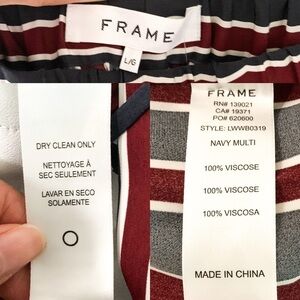 FRAME
L/G
DRY CLEAN ONLY
NETTOYAGE À
SEC SEULEMENT
LAVAR EN SECO
SOLAMENTE
FRAME
RN# 139021
CA# 19371
PO# 620600
STYLE: LWWB0319
NAVY MULTI
100% VISCOSE
100% VISCOSE
100% VISCOSA
MADE IN CHINA